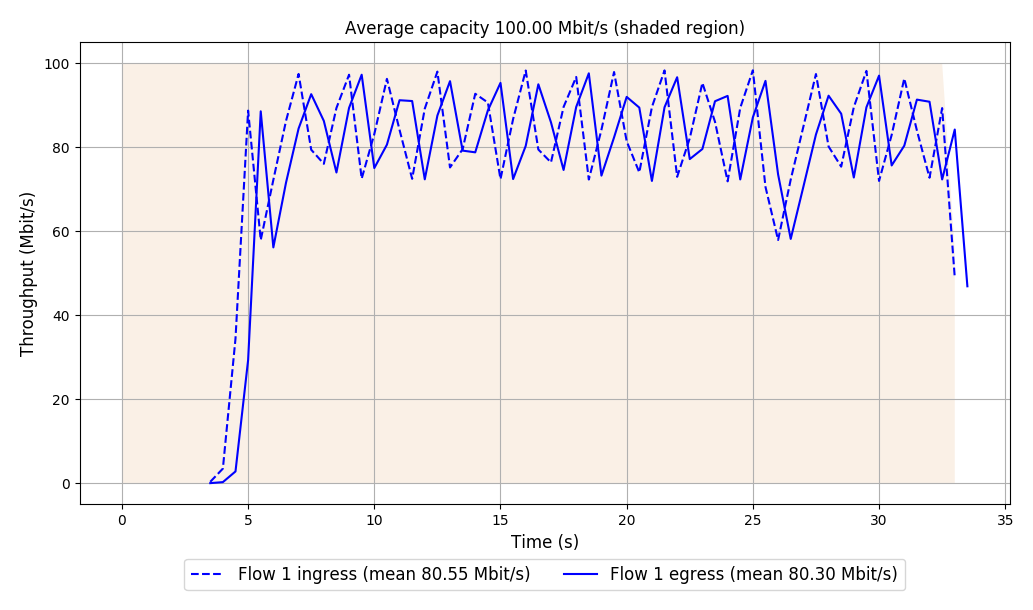 Average capacity 100.00 Mbit/s (shaded region)
100
80
60
40
20
0
Throughput (Mbit/s)
0 5 10 15 20 25 30 35
Time (s)
Flow 1 ingress (mean 80.55 Mbit/s) Flow 1 egress (mean 80.30 Mbit/s)